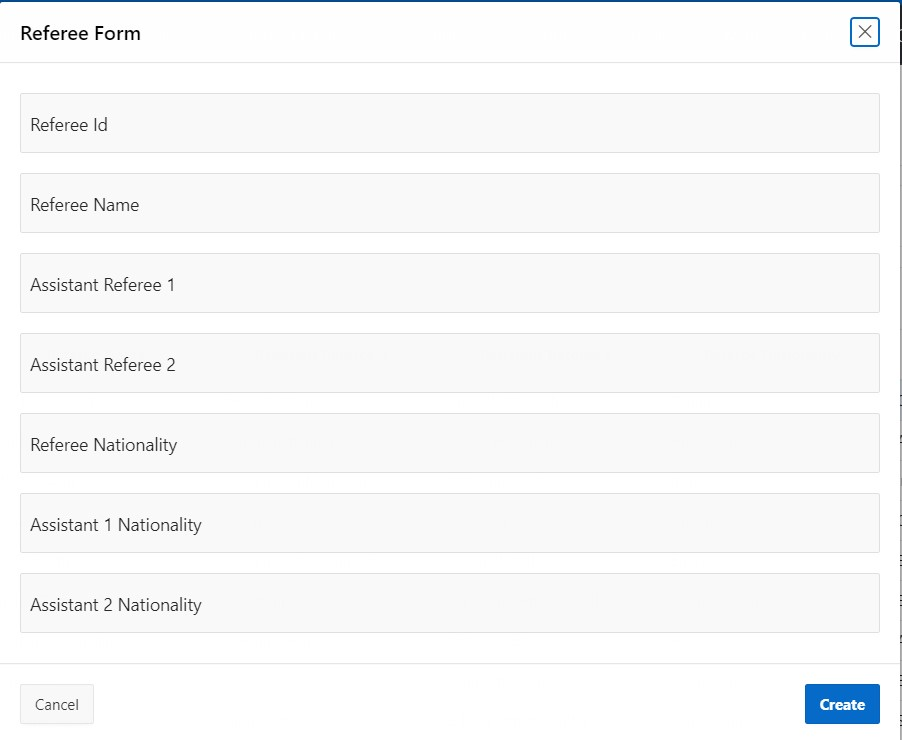 Referee Form
Referee Id
Referee Name
Assistant Referee 1
Assistant Referee 2
Referee Nationality
Assistant 1 Nationality
Assistant 2 Nationality
Cancel
Create